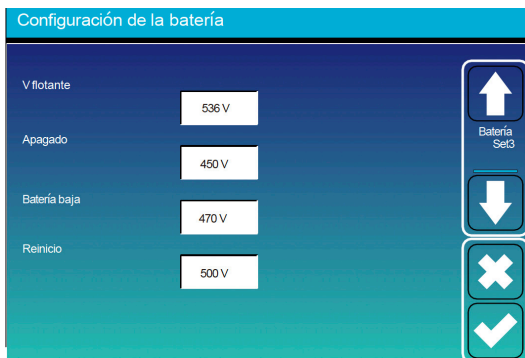 Configuración de la batería
V flotante
536 V
Apagado
450 V
Batería baja
470 V
Reinicio
500 V
Batería
Set3